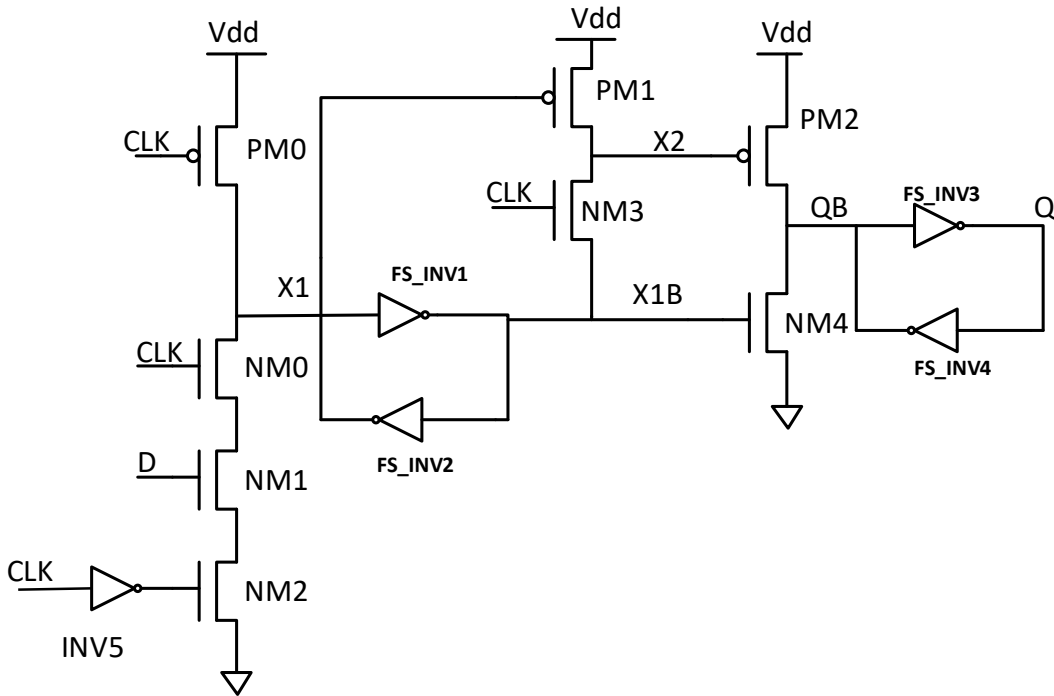 Vdd
Vdd
Vdd
PM1
PM2
CLK
PM0
X2
CLK
NM3
QB
FS_INV3
Q
X1
FS_INV1
X1B
NM4
CLK
NM0
FS_INV4
D
NM1
FS_INV2
CLK
NM2
INV5